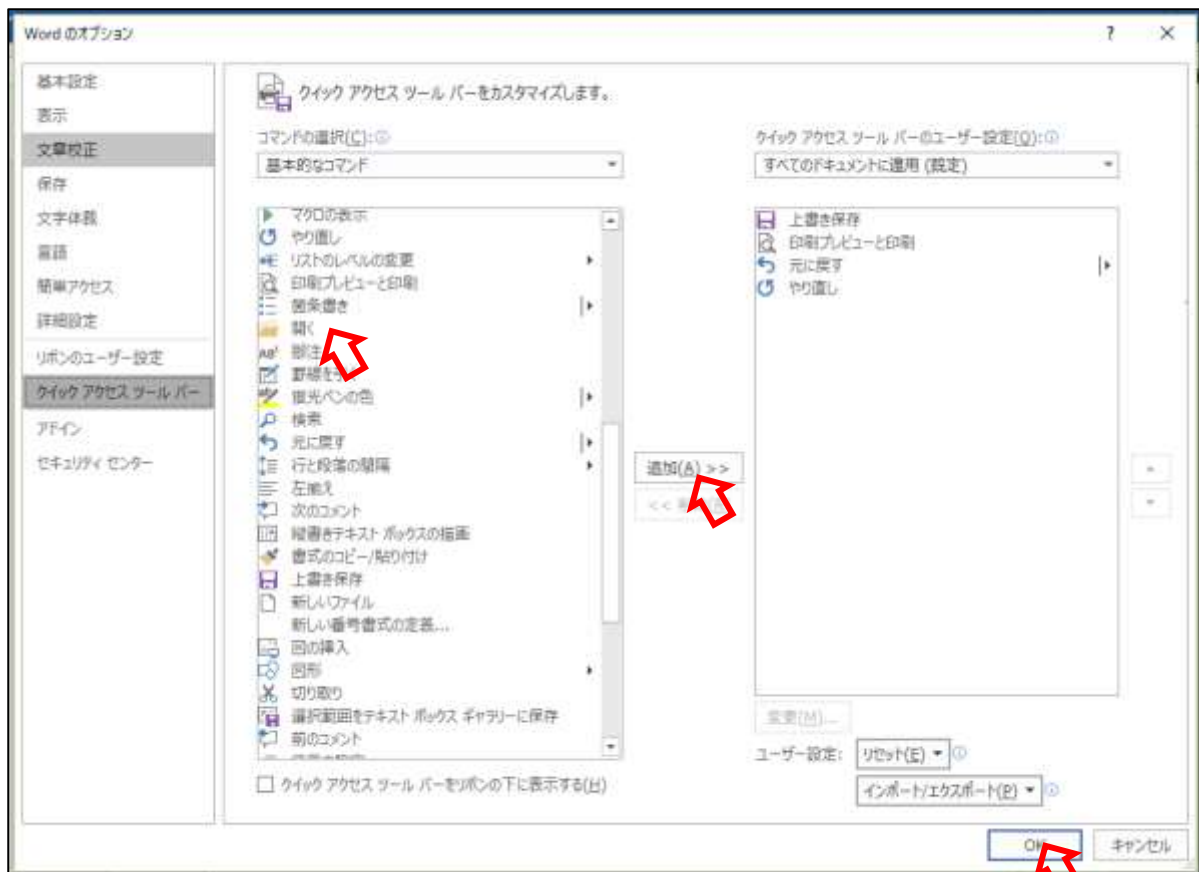 Word のオプション
? ×
基本設定
表示
文章校正
保存
文字体裁
言語
簡単アクセス
詳細設定
リボンのユーザー設定
クイック アクセス ツール バー
アドイン
セキュリティ センター
クイック アクセス ツール バーをカスタマイズします。
コマンドの選択(C):
基本的なコマンド
マクロの表示
やり直し
リストのレベルの変更
印刷プレビューと印刷
箇条書き
開く
脚注
罫線を
蛍光ペンの色
検索
元に戻す
行と段落の間隔
左揃え
次のコメント
縦書きテキスト ボックスの描画
書式のコピー/貼り付け
上書き保存
新しいファイル
新しい番号書式の定義...
図の挿入
図形
切り取り
選択範囲をテキスト ボックス ギャラリーに保存
前のコメント
クイック アクセス ツール バーをリボンの下に表示する(H)
追加(A) >>
<<
クイック アクセス ツール バーのユーザー設定(Q):
すべてのドキュメントに適用 (既定)
上書き保存
印刷プレビューと印刷
元に戻す
やり直し
変更(M)...
ユーザー設定:
リセット(E)
インポート/エクスポート(P)
OK
キャンセル